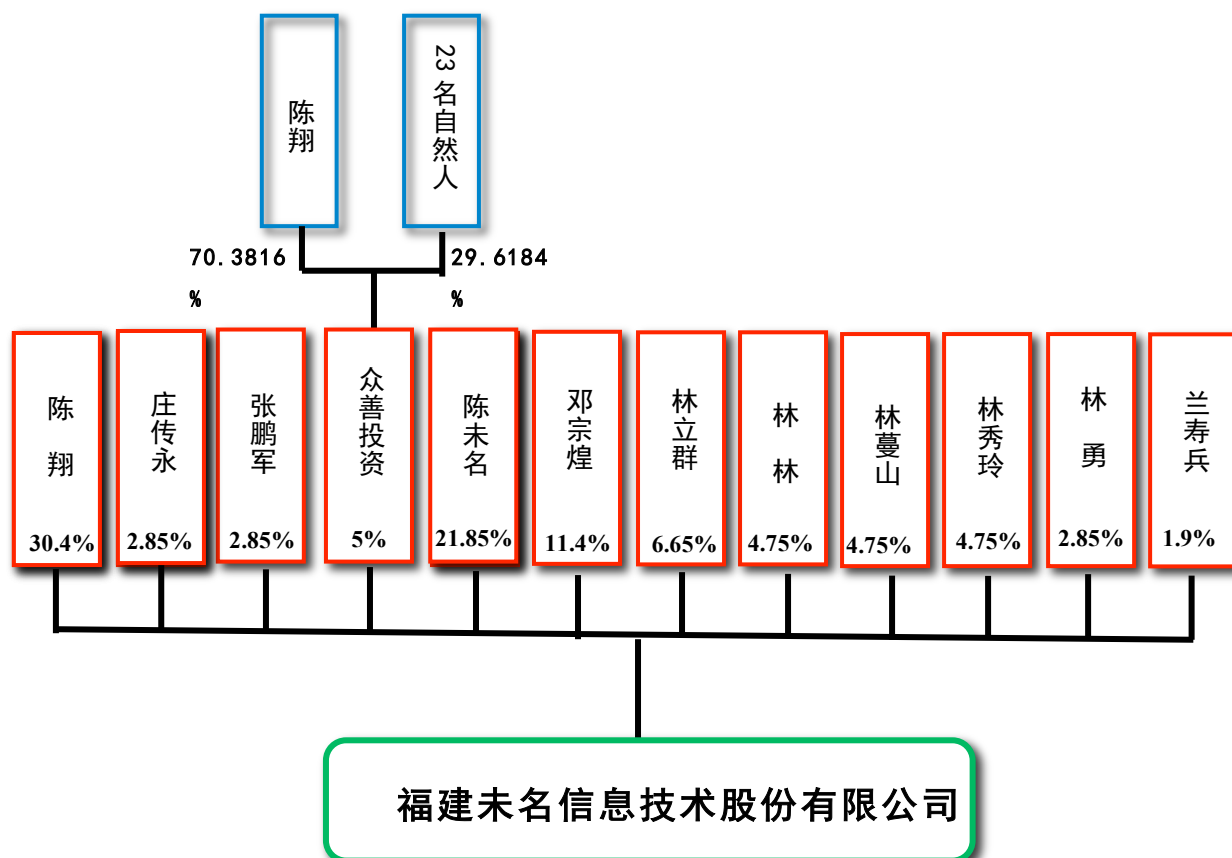 陈翔
23名自然人
70.3816
%
29.6184
%
陈 翔
30.4%
庄传永
2.85%
张鹏军
2.85%
众善投资
5%
陈未名
21.85%
邓宗煌
11.4%
林立群
6.65%
林 林
4.75%
林蔓山
4.75%
林秀玲
4.75%
林 勇
2.85%
兰寿兵
1.9%
福建未名信息技术股份有限公司